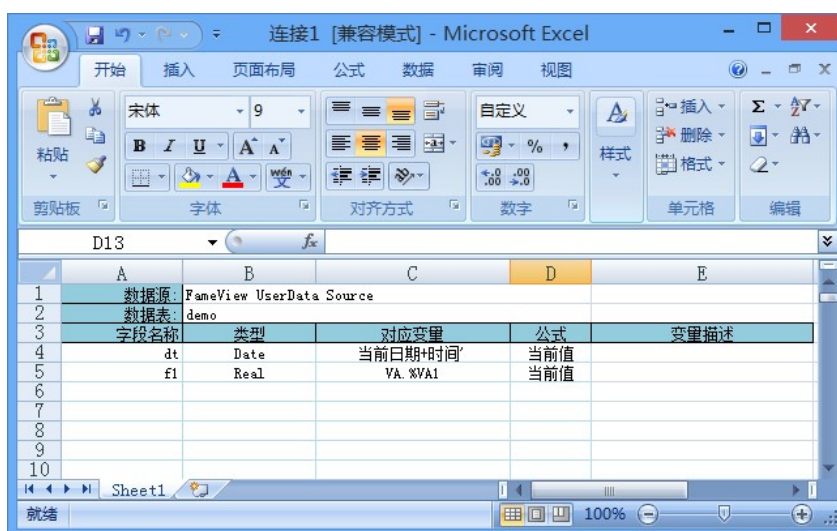 连接1 [兼容模式] - Microsoft Excel
开始 插入 页面布局 公式 数据 审阅 视图
宋体 9 自定义 插入 Σ
粘贴 B I U A A 样式 删除
wén 变 A % , 格式
.00 .0 .00
剪贴板 字体 对齐方式 数字 单元格 编辑
D13 fx
A B C D E
1 数据源: FameView UserData Source
2 数据表: demo
3 字段名称 类型 对应变量 公式 变量描述
4 dt Date 当前日期+时间' 当前值
5 f1 Real VA.%VA1 当前值
6
7
8
9
10
Sheet1
就绪 100%